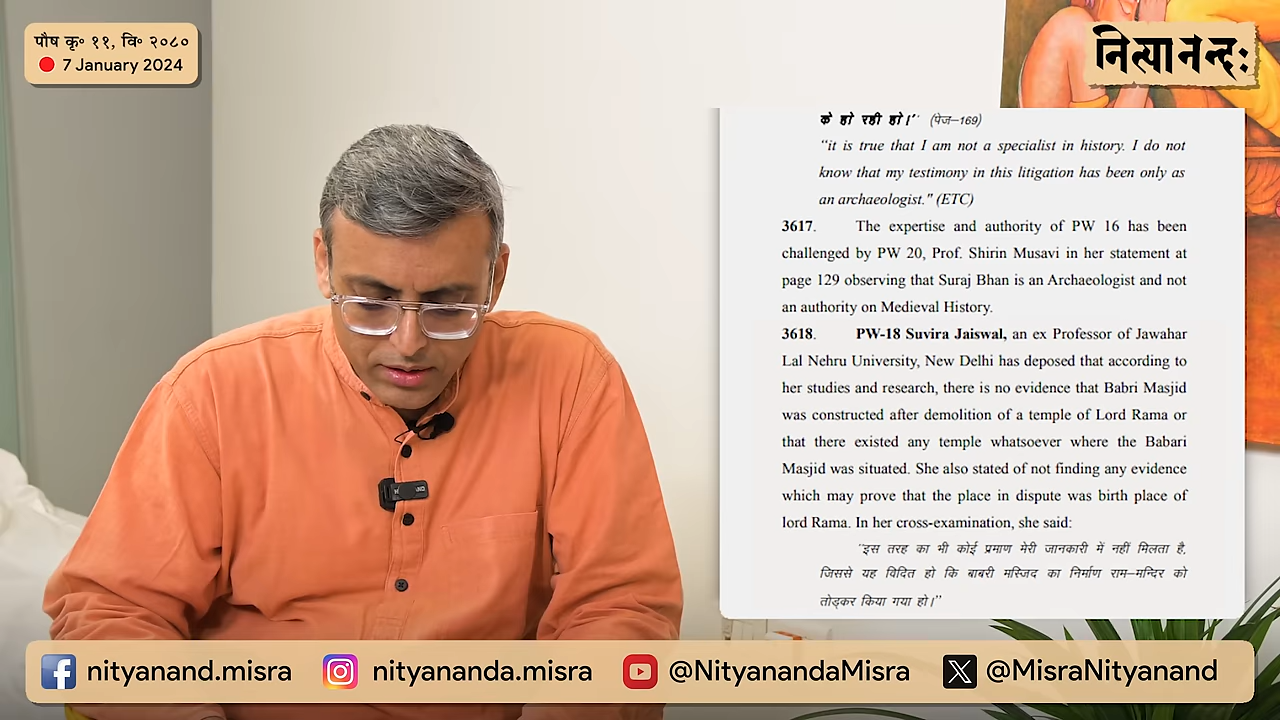 पौष कृ० ११, वि० २०८०
7 January 2024
नित्यानन्दः
के हो रही हो।'' (पेज–169)
"it is true that I am not a specialist in history. I do not
know that my testimony in this litigation has been only as
an archaeologist." (ETC)
3617. The expertise and authority of PW 16 has been
challenged by PW 20, Prof. Shirin Musavi in her statement at
page 129 observing that Suraj Bhan is an Archaeologist and not
an authority on Medieval History.
3618. PW-18 Suvira Jaiswal, an ex Professor of Jawahar
Lal Nehru University, New Delhi has deposed that according to
her studies and research, there is no evidence that Babri Masjid
was constructed after demolition of a temple of Lord Rama or
that there existed any temple whatsoever where the Babari
Masjid was situated. She also stated of not finding any evidence
which may prove that the place in dispute was birth place of
lord Rama. In her cross-examination, she said:
"इस तरह का भी कोई प्रमाण मेरी जानकारी में नहीं मिलता है,
जिससे यह विदित हो कि बाबरी मस्जिद का निर्माण राम–मन्दिर को
तोड़कर किया गया हो।"
nityanand.misra nityananda.misra @NityanandaMisra @MisraNityanand